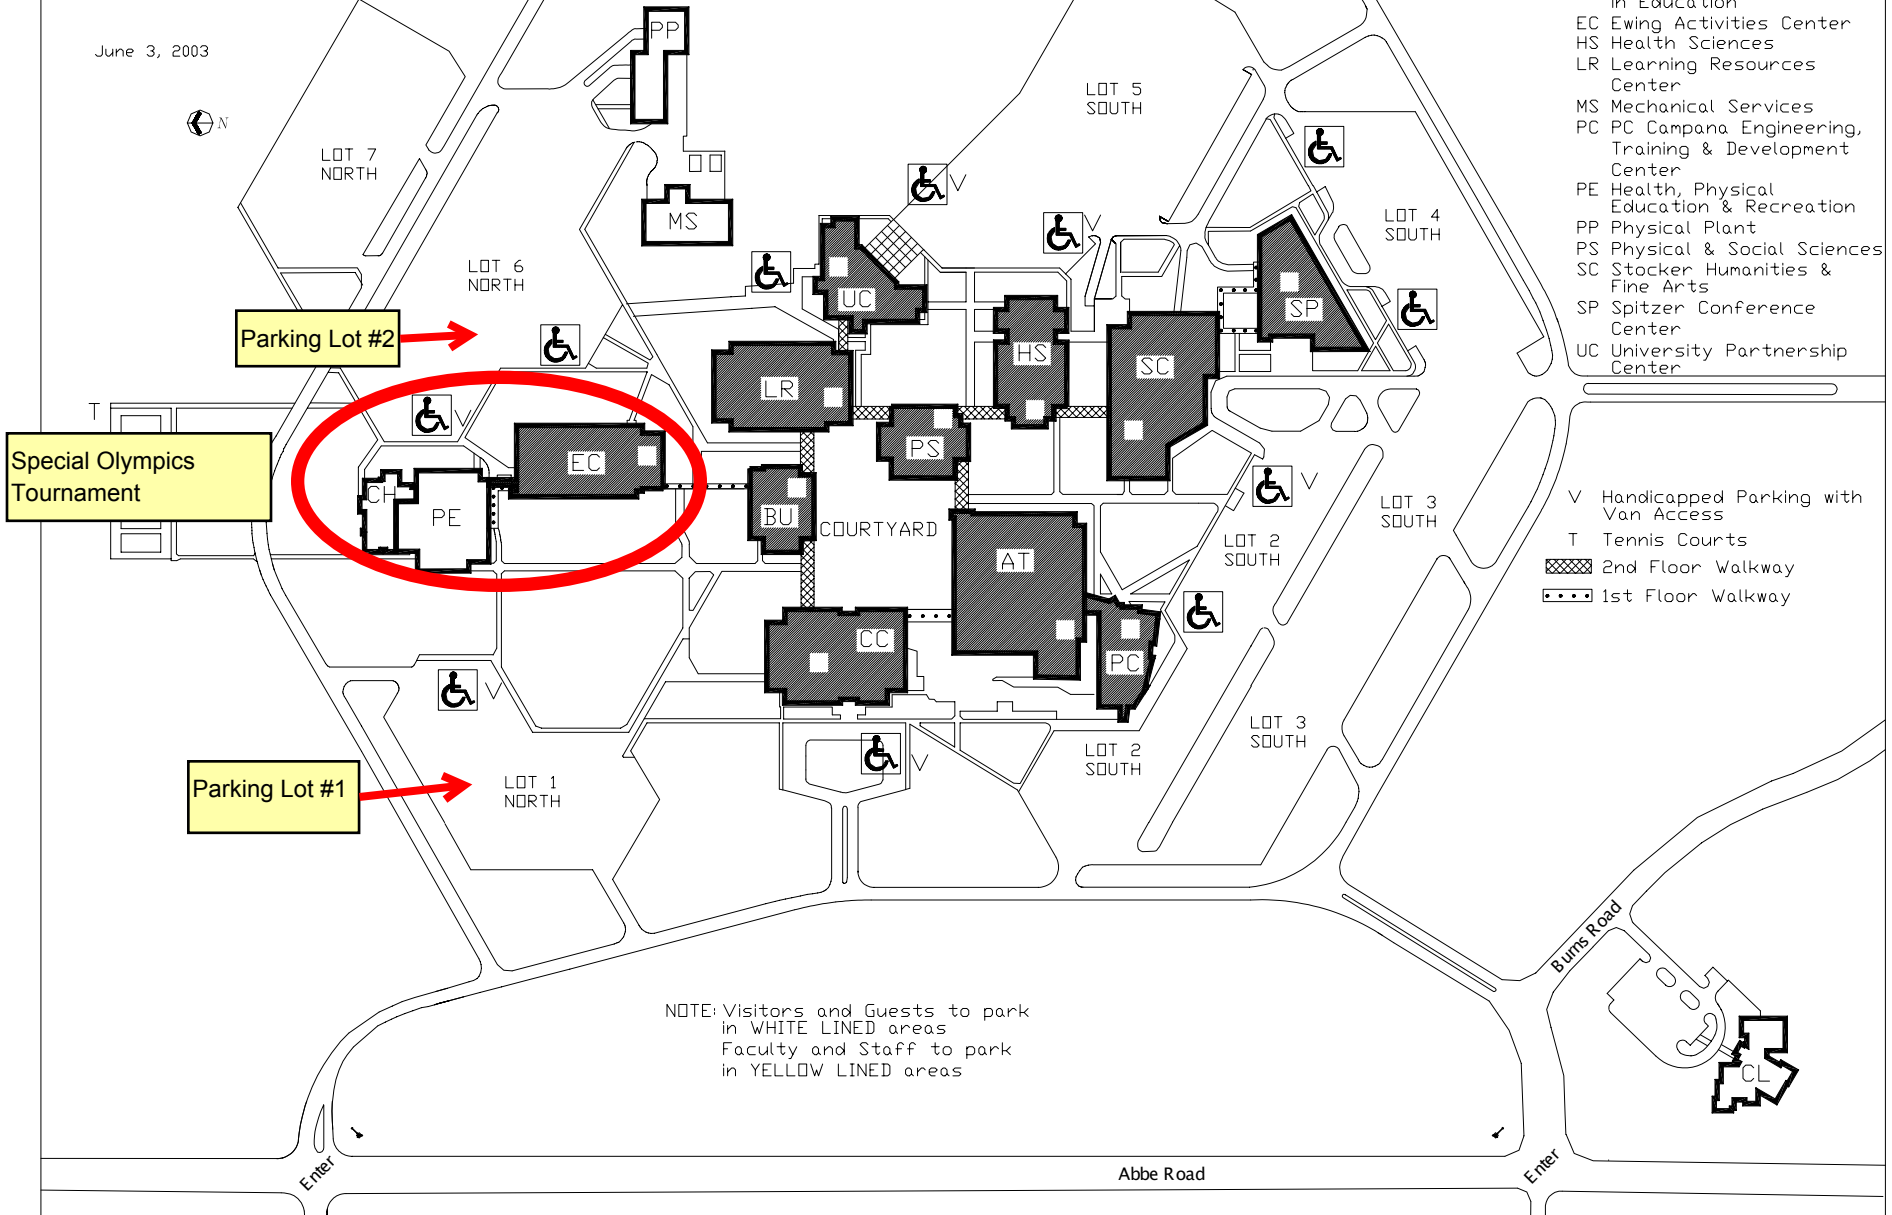 in Education
EC Ewing Activities Center
HS Health Sciences
LR Learning Resources
Center
MS Mechanical Services
PC PC Campana Engineering,
Training & Development
Center
PE Health, Physical
Education & Recreation
PP Physical Plant
PS Physical & Social Sciences
SC Stocker Humanities &
Fine Arts
SP Spitzer Conference
Center
UC University Partnership
Center
June 3, 2003
N
PP
LOT 5
SOUTH
LOT 7
NORTH
V
MS
V
LOT 4
SOUTH
LOT 6
NORTH
UC
SP
Parking Lot #2
HS
SC
LR
T
V
PS
EC
Special Olympics
Tournament
CH
PE
BU
COURTYARD
V
LOT 3
SOUTH
V Handicapped Parking with
Van Access
T Tennis Courts
2nd Floor Walkway
1st Floor Walkway
LOT 2
SOUTH
AT
CC
PC
V
LOT 3
SOUTH
LOT 2
SOUTH
V
Parking Lot #1
LOT 1
NORTH
Burns Road
NOTE: Visitors and Guests to park
in WHITE LINED areas
Faculty and Staff to park
in YELLOW LINED areas
CL
Enter
Abbe Road
Enter